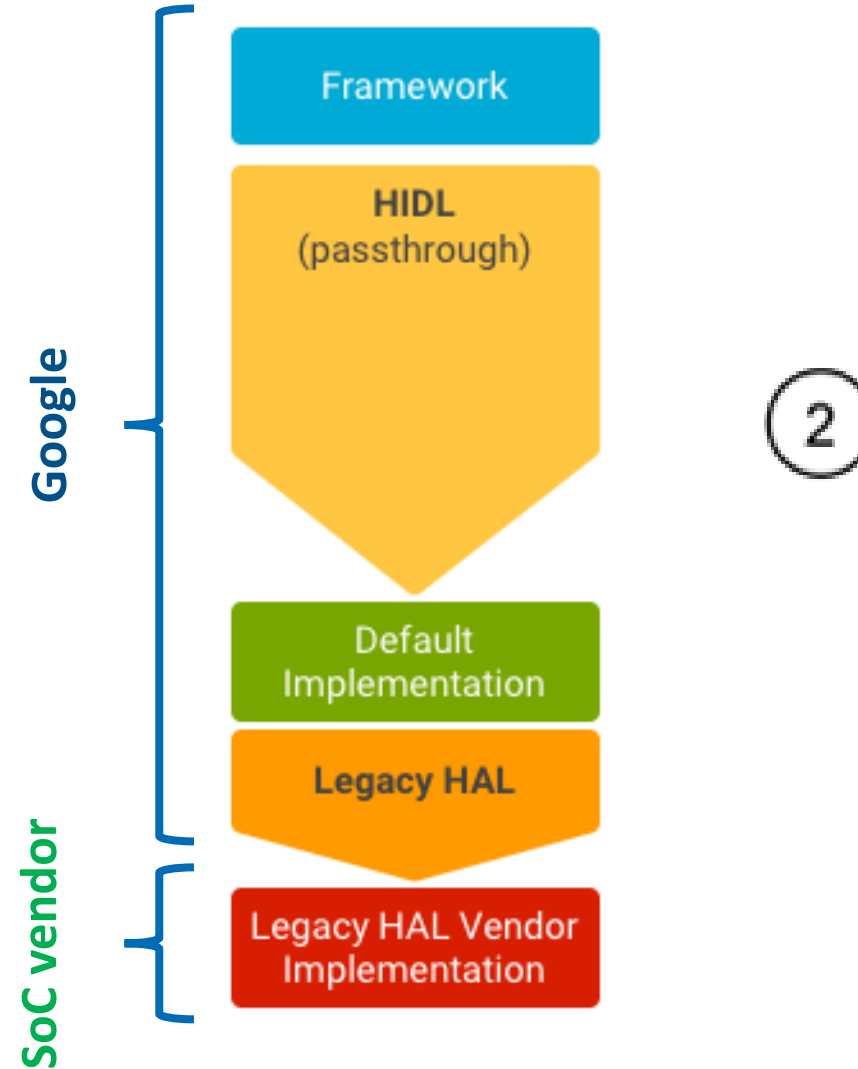 Framework
HIDL
(passthrough)
Google
2
Default
Implementation
Legacy HAL
SoC vendor
Legacy HAL Vendor
Implementation